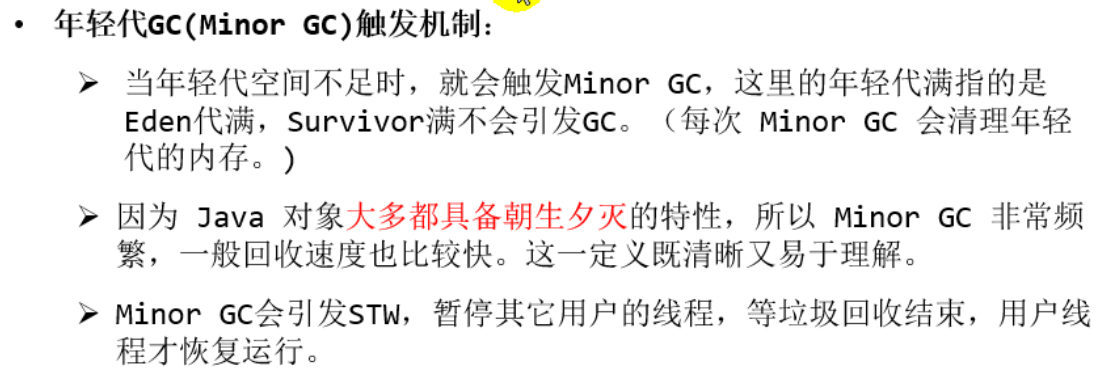 • 年轻代GC(Minor GC)触发机制：
➢ 当年轻代空间不足时，就会触发Minor GC，这里的年轻代满指的是
Eden代满，Survivor满不会引发GC。（每次 Minor GC 会清理年轻
代的内存。)
➢ 因为 Java 对象大多都具备朝生夕灭的特性，所以 Minor GC 非常频
繁，一般回收速度也比较快。这一定义既清晰又易于理解。
➢ Minor GC会引发STW，暂停其它用户的线程，等垃圾回收结束，用户线
程才恢复运行。